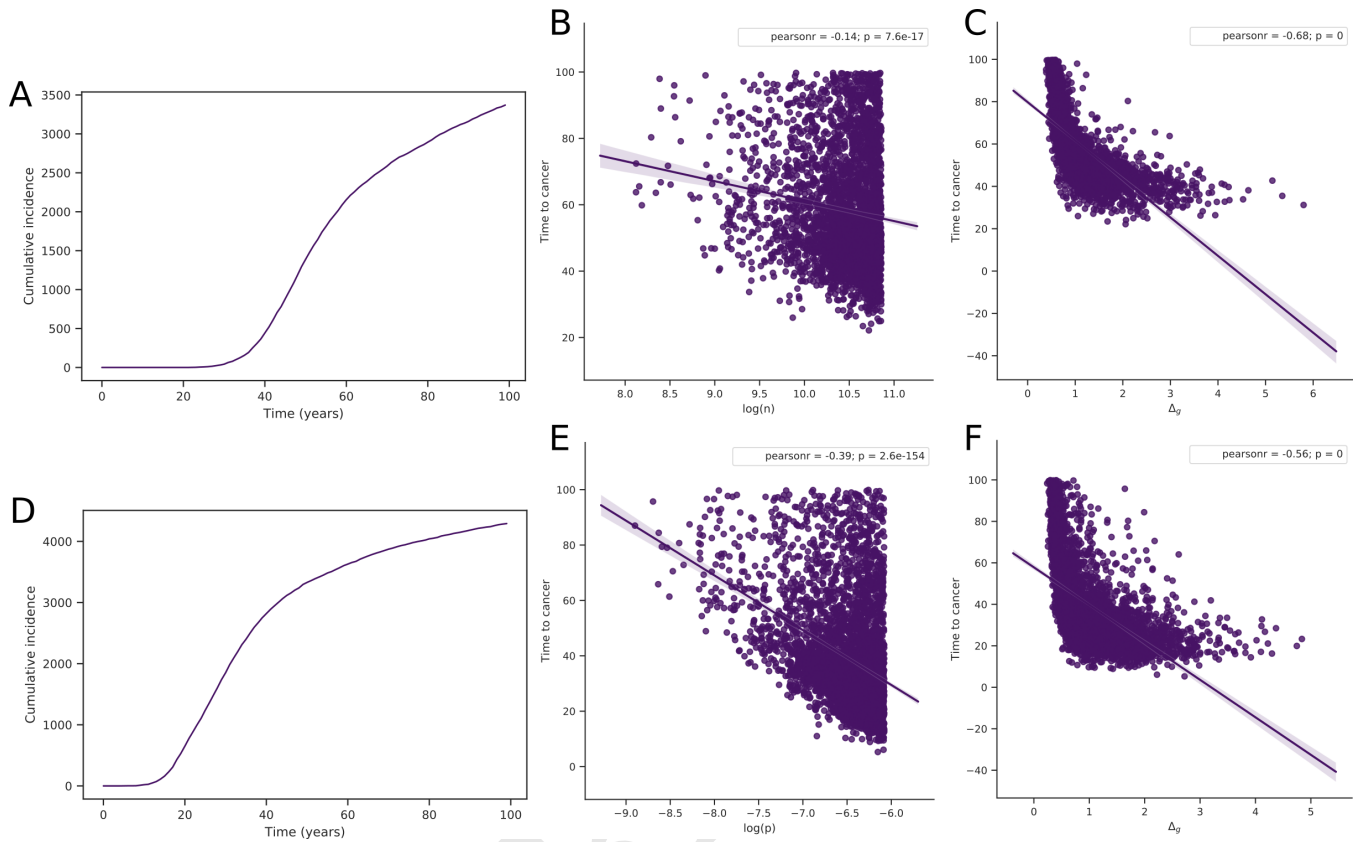 A
3500
3000
2500
2000
1500
1000
500
0
Cumulative incidence
0 20 40 60 80 100
Time (years)
B
pearsonr = -0.14; p = 7.6e-17
100
80
60
40
20
Time to cancer
8.0 8.5 9.0 9.5 10.0 10.5 11.0
log(n)
C
pearsonr = -0.68; p = 0
100
80
60
40
20
0
−20
−40
Time to cancer
0 1 2 3 4 5 6
Δg
D
4000
3000
2000
1000
0
Cumulative incidence
0 20 40 60 80 100
Time (years)
E
pearsonr = -0.39; p = 2.6e-154
100
80
60
40
20
0
Time to cancer
−9.0 −8.5 −8.0 −7.5 −7.0 −6.5 −6.0
log(p)
F
pearsonr = -0.56; p = 0
100
80
60
40
20
0
−20
−40
Time to cancer
0 1 2 3 4 5
Δg